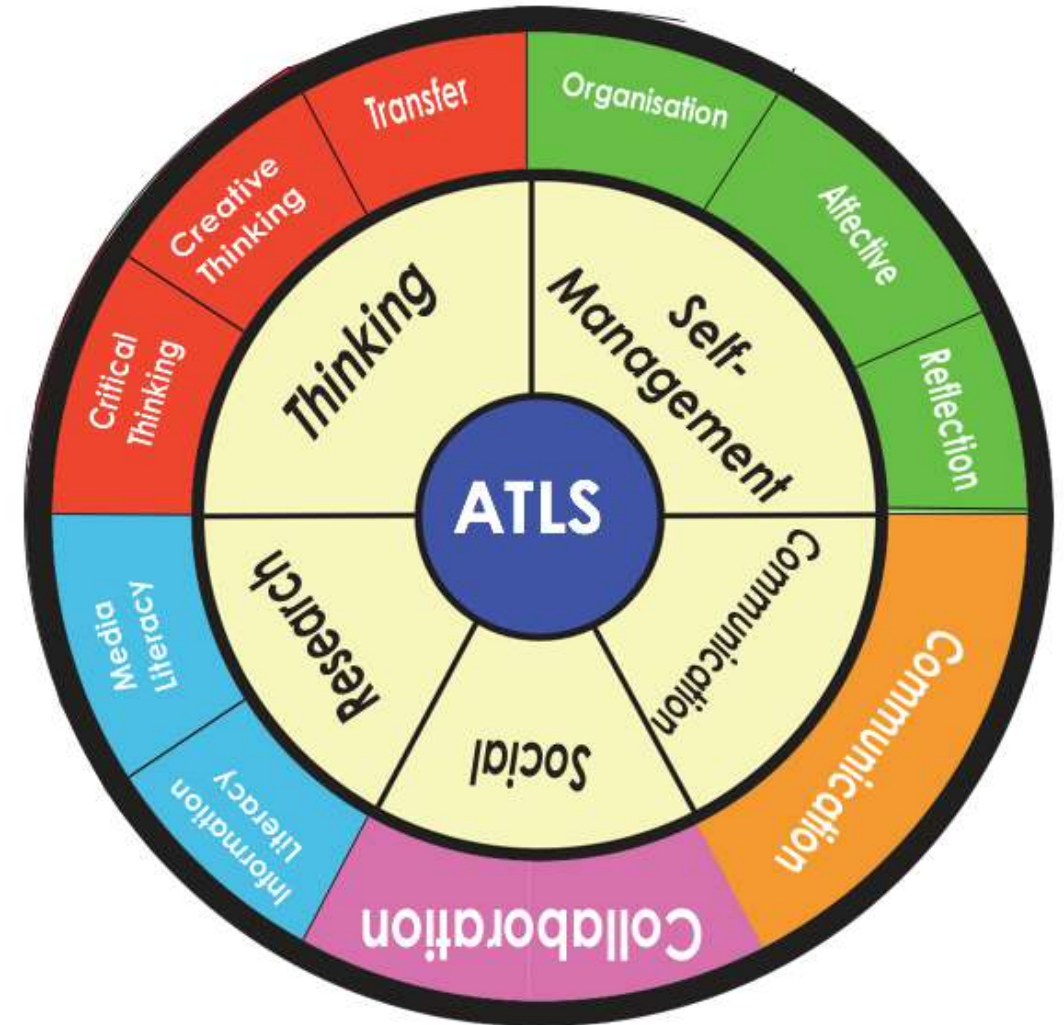 Transfer
Organisation
Creative
Thinking
Affective
Critical
Thinking
Reflection
Thinking
Self-
Management
ATLS
Research
Social
Communication
Media
Literacy
Information
Literacy
Collaboration
Communication